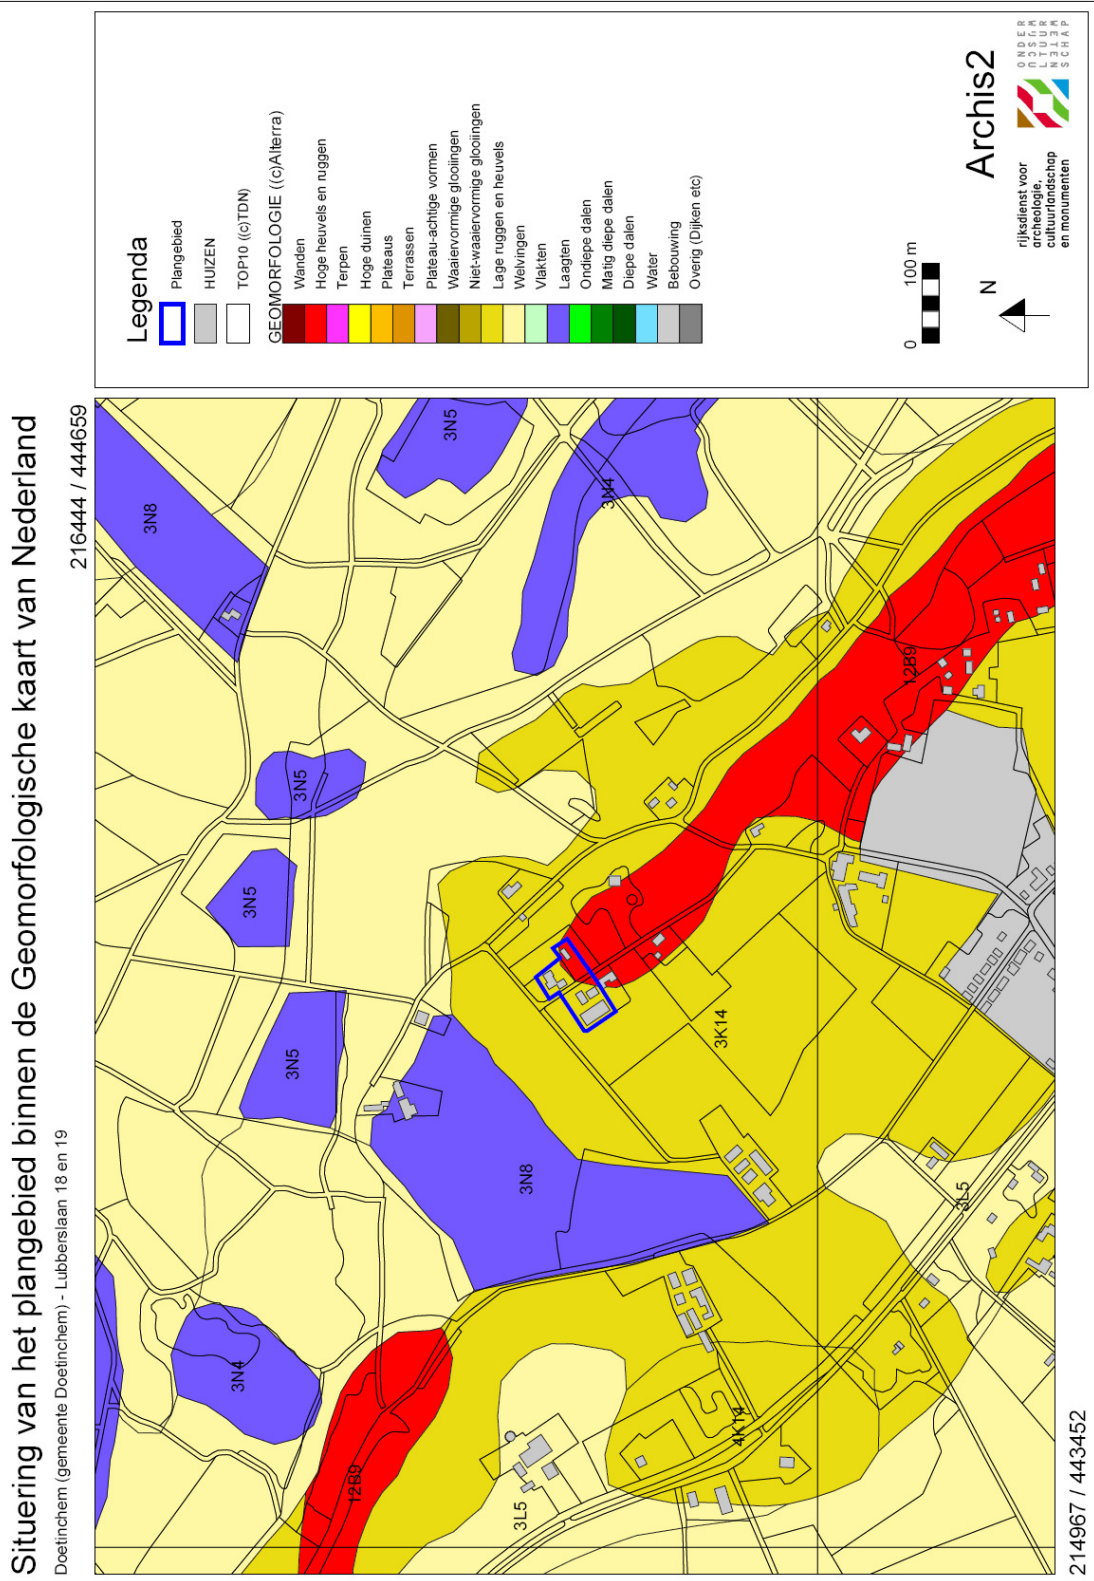 Situering van het plangebied binnen de Geomorfologische kaart van Nederland
Doetinchem (gemeente Doetinchem) - Lubberslaan 18 en 19
216444 / 444659
3N8
3N5
3N4
3N5
3N5
3N5
12B9
3N8
3K14
3N4
12B9
3L5
3L5
4K14
214967 / 443452
Legenda
Plangebied
HUIZEN
TOP10 ((c)TDN)
GEOMORFOLOGIE ((c)Alterra)
Wanden
Hoge heuvels en ruggen
Terpen
Hoge duinen
Plateaus
Terrassen
Plateau-achtige vormen
Waaiervormige glooiingen
Niet-waaiervormige glooiingen
Lage ruggen en heuvels
Welvingen
Vlakten
Laagten
Ondiepe dalen
Matig diepe dalen
Diepe dalen
Water
Bebouwing
Overig (Dijken etc)
0 100 m
N
Archis2
rijksdienst voor
archeologie,
cultuurlandschap
en monumenten
ONDER
LTUUR
SCHAP